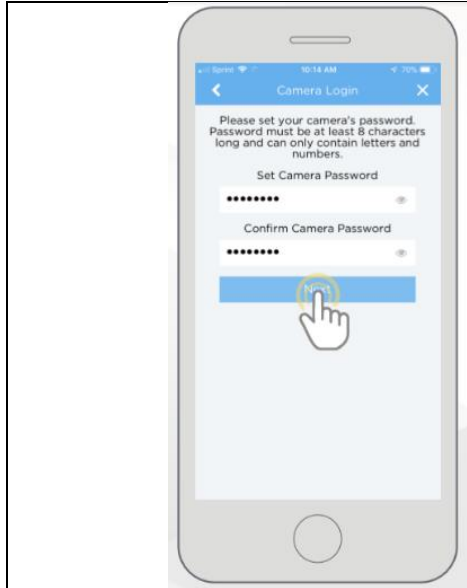 Sprint 10:14 AM 70%
Camera Login
Please set your camera's password.
Password must be at least 8 characters
long and can only contain letters and
numbers.
Set Camera Password
••••••••
Confirm Camera Password
••••••••
Next